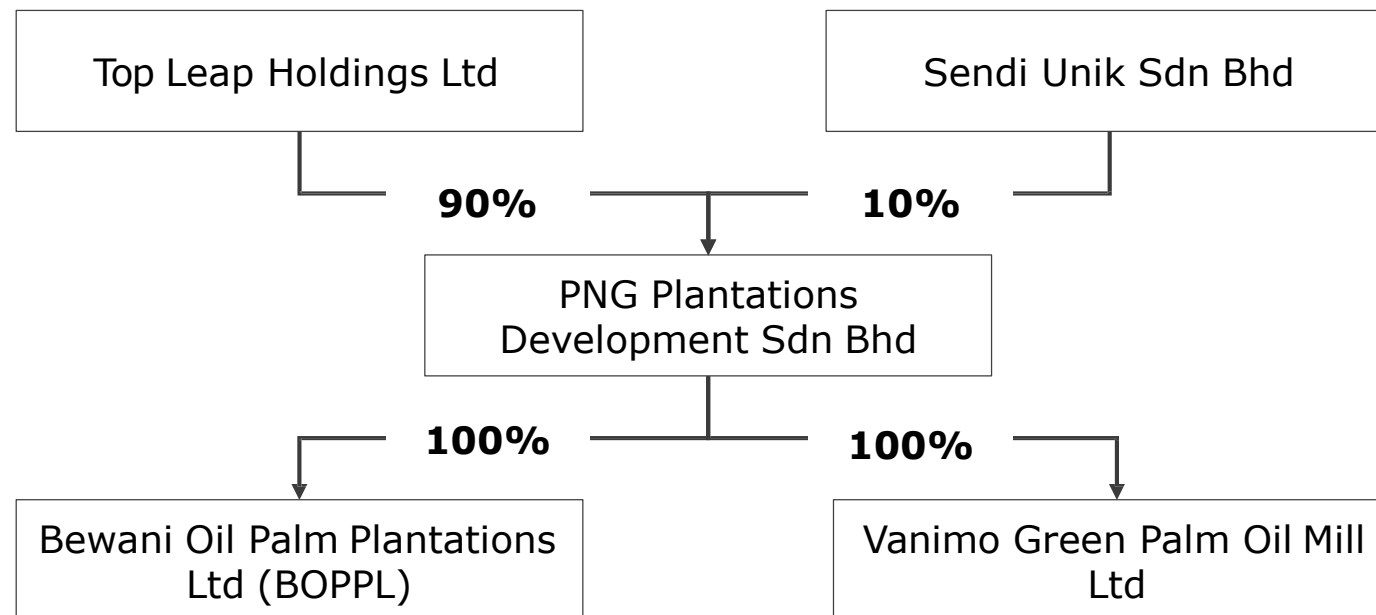 Top Leap Holdings Ltd
Sendi Unik Sdn Bhd
90%
10%
PNG Plantations
Development Sdn Bhd
100%
100%
Bewani Oil Palm Plantations
Ltd (BOPPL)
Vanimo Green Palm Oil Mill
Ltd